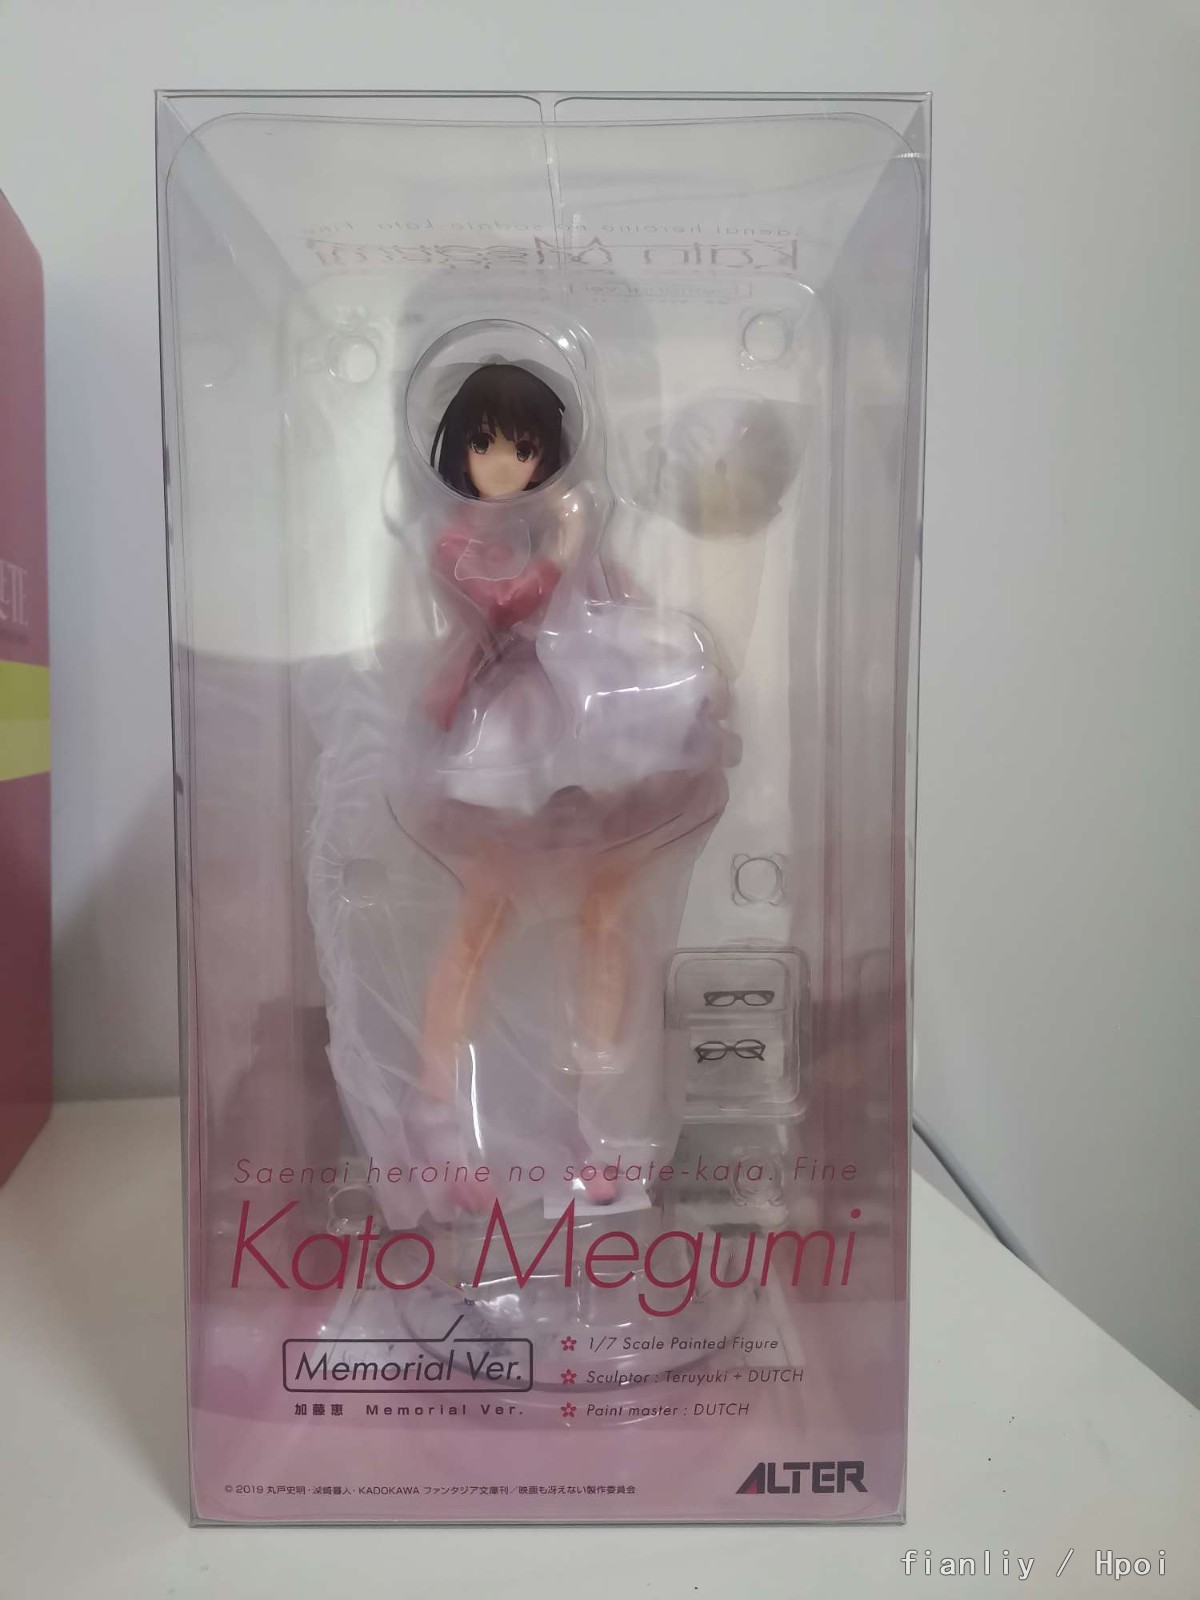 Saenai heroine no sodate-kata. Fine
Kato Megumi
Memorial Ver.
加藤恵 Memorial Ver.
1/7 Scale Painted Figure
Sculptor : Teruyuki + DUTCH
Paint master : DUTCH
ALTER
© 2019 丸戸史明・深崎暮人・KADOKAWA ファンタジア文庫刊／映画も冴えない製作委員会
fianliy / Hpoi